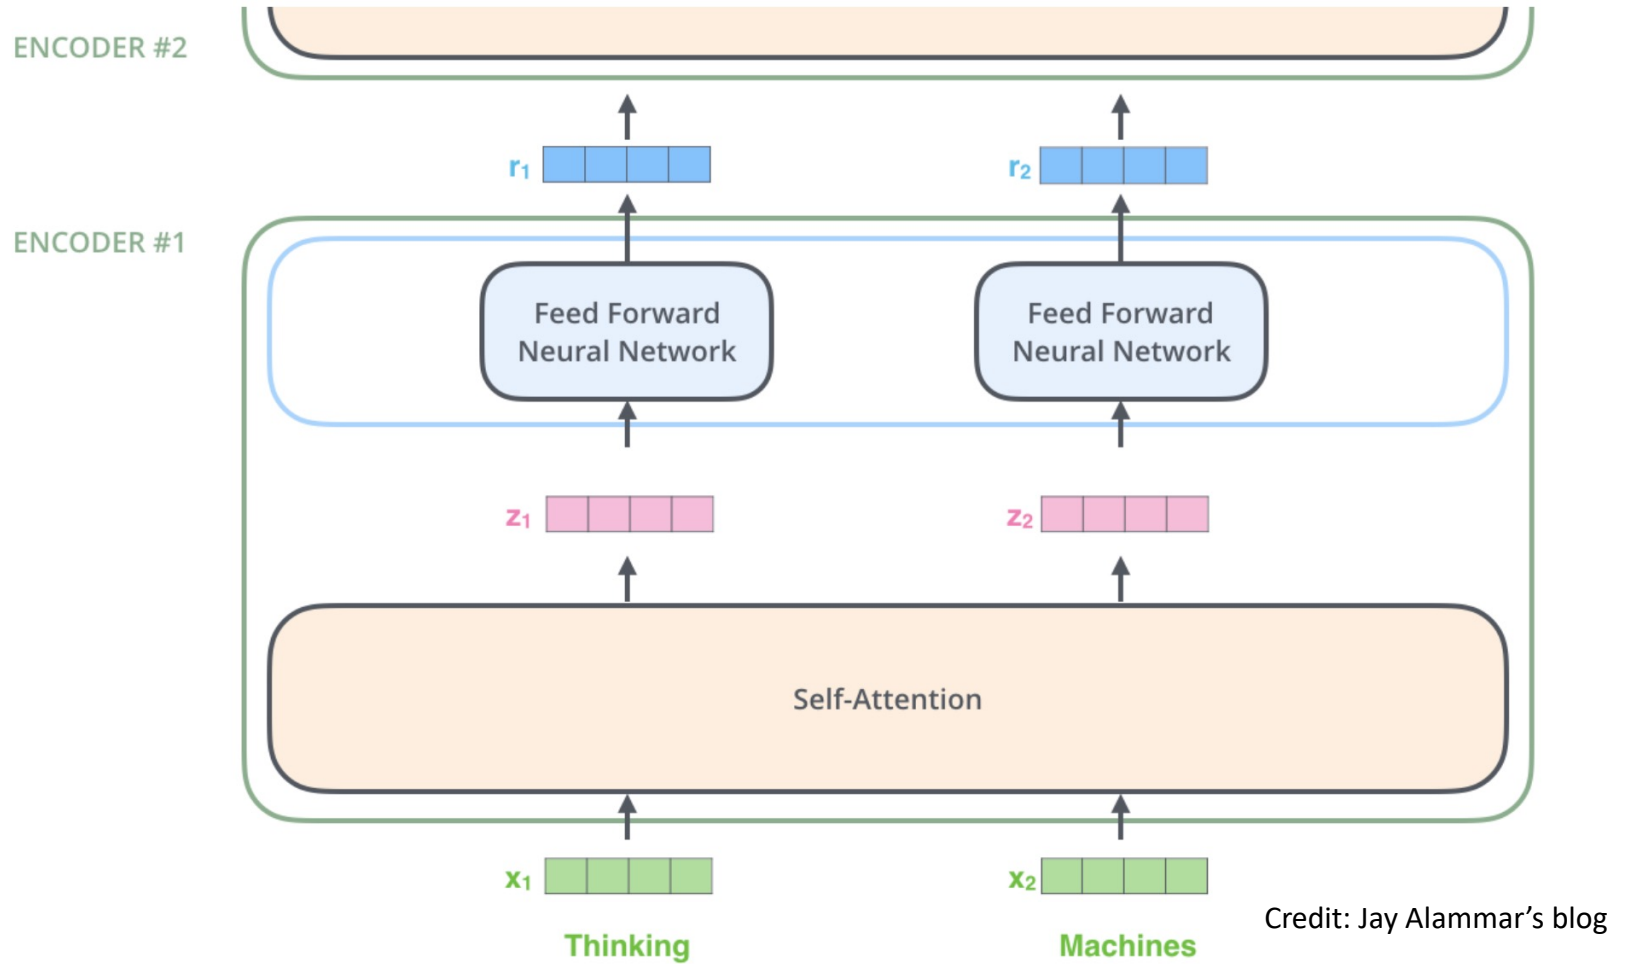 ENCODER #2
r1
r2
ENCODER #1
Feed Forward
Neural Network
Feed Forward
Neural Network
z1
z2
Self-Attention
x1
x2
Thinking
Machines
Credit: Jay Alammar’s blog